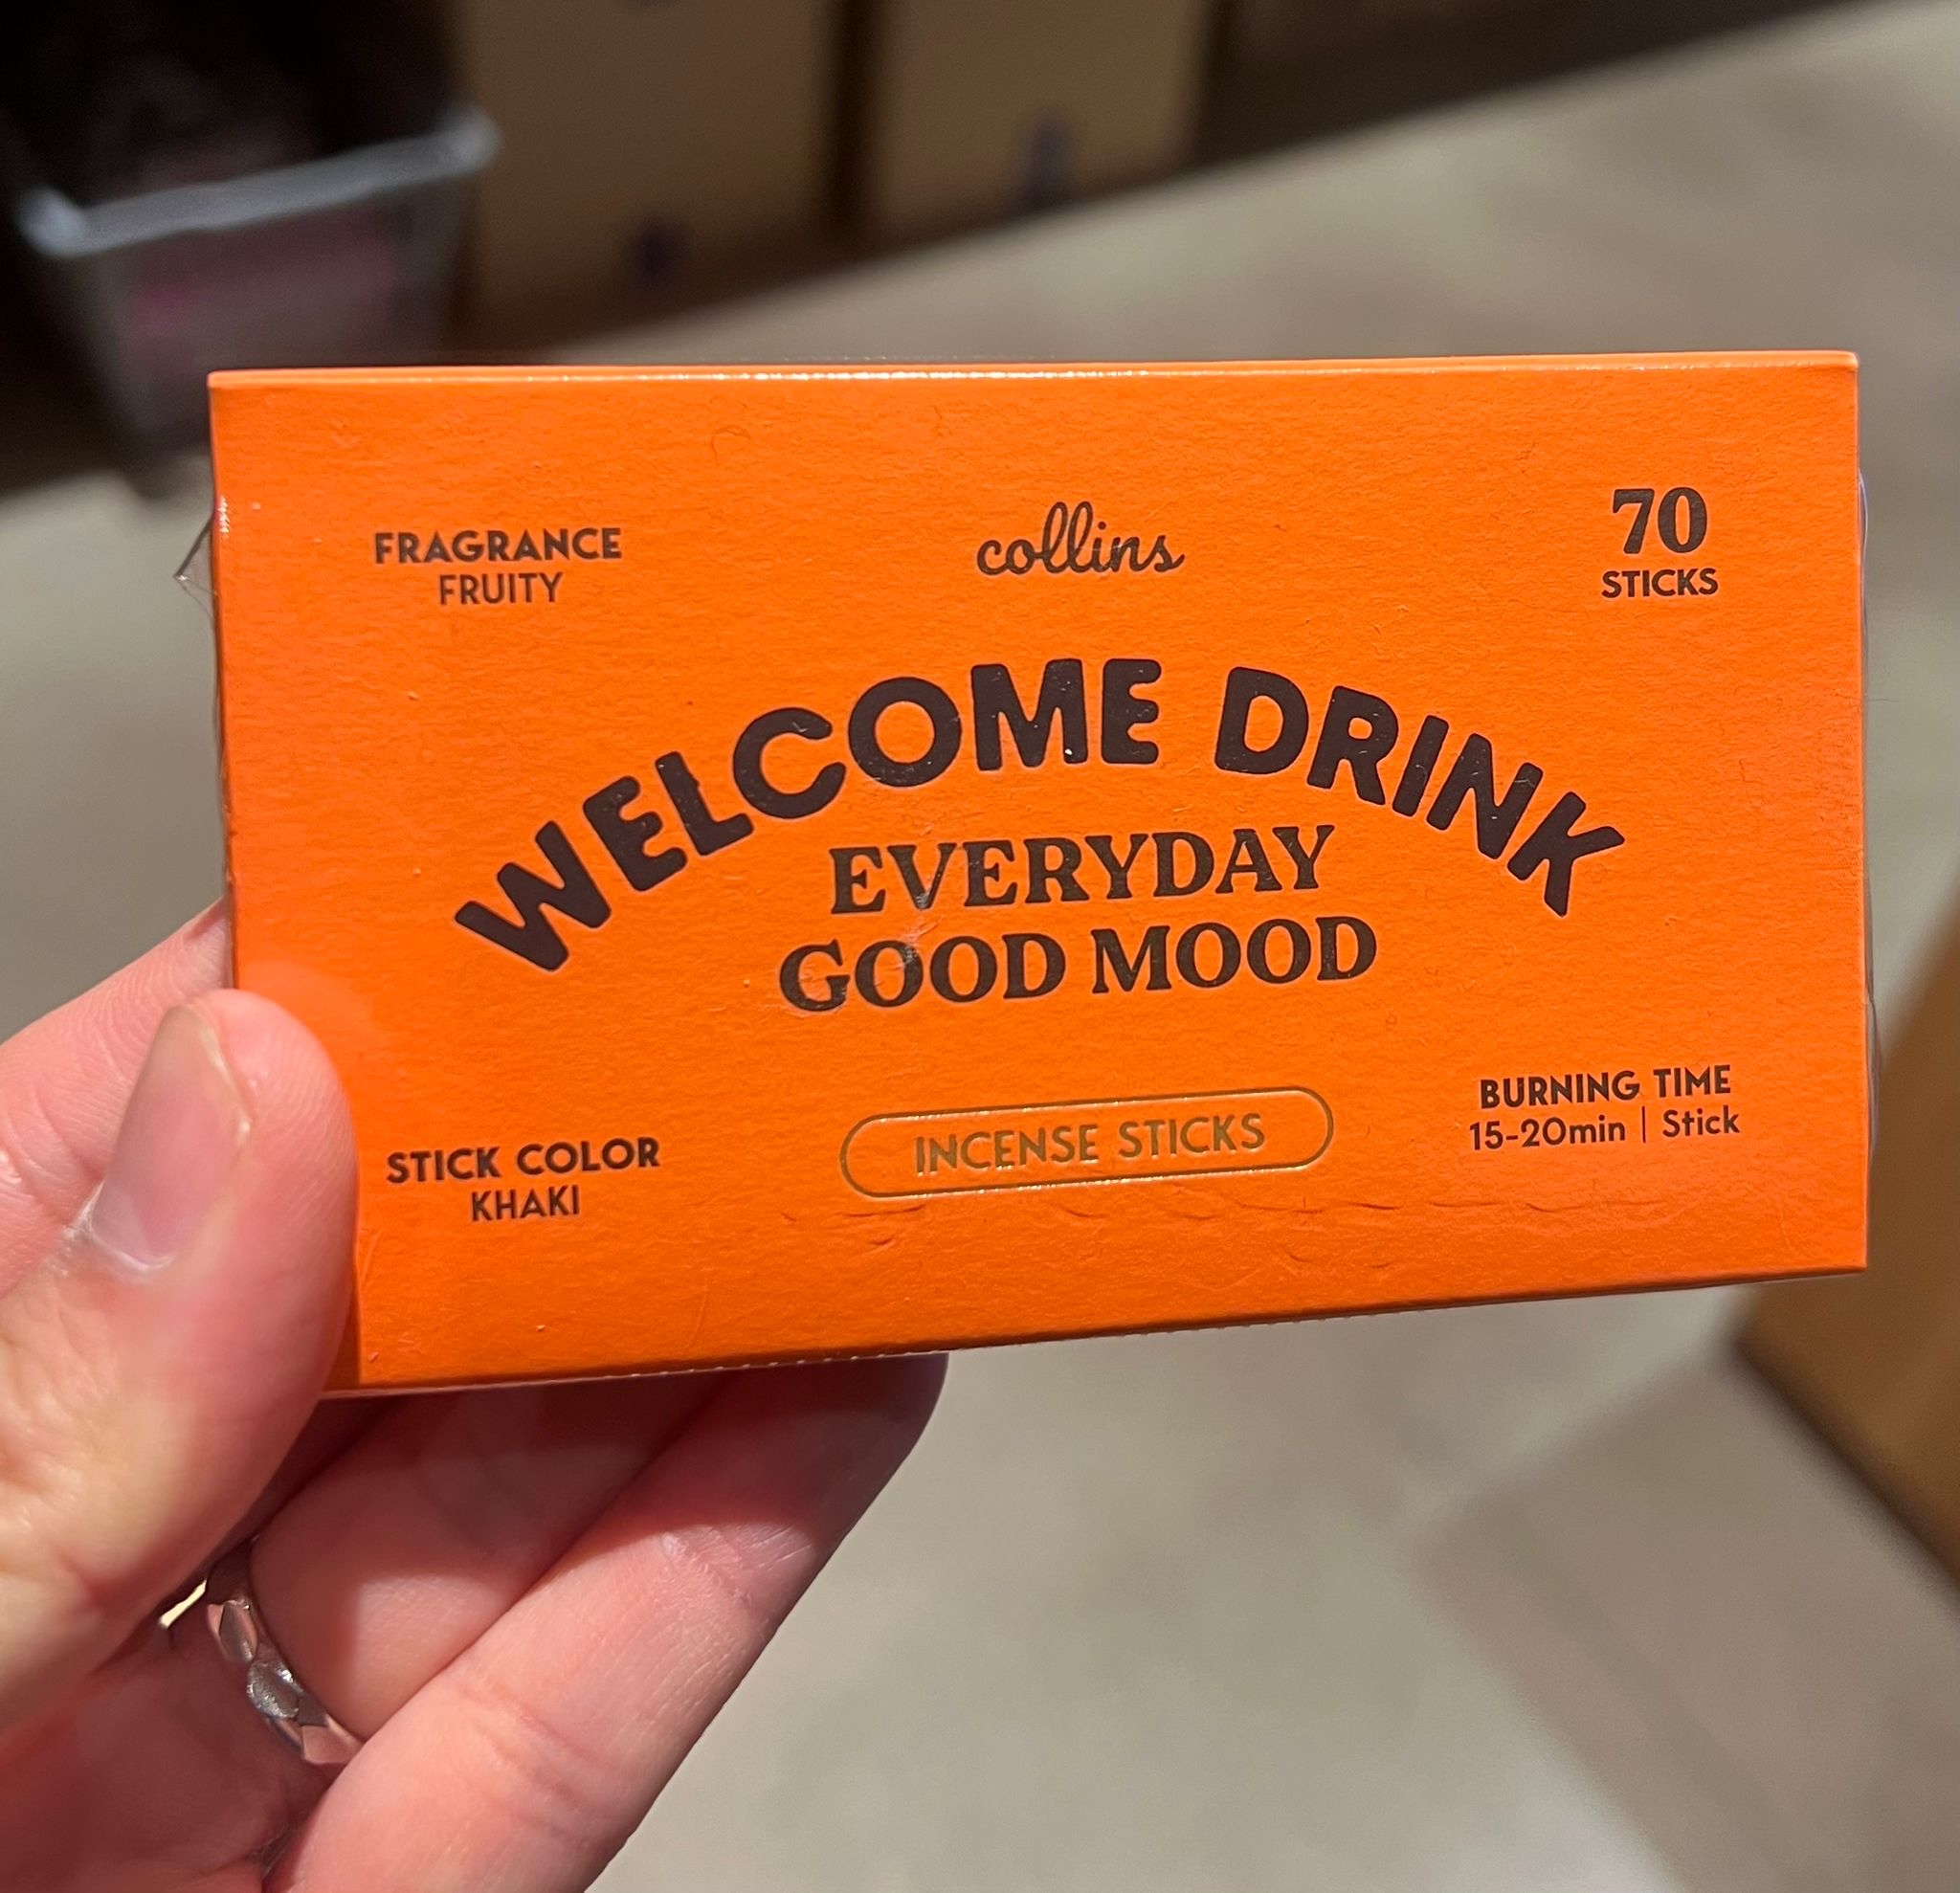 FRAGRANCE
FRUITY
collins
70
STICKS
WELCOME DRINK
EVERYDAY
GOOD MOOD
STICK COLOR
KHAKI
INCENSE STICKS
BURNING TIME
15-20min | Stick